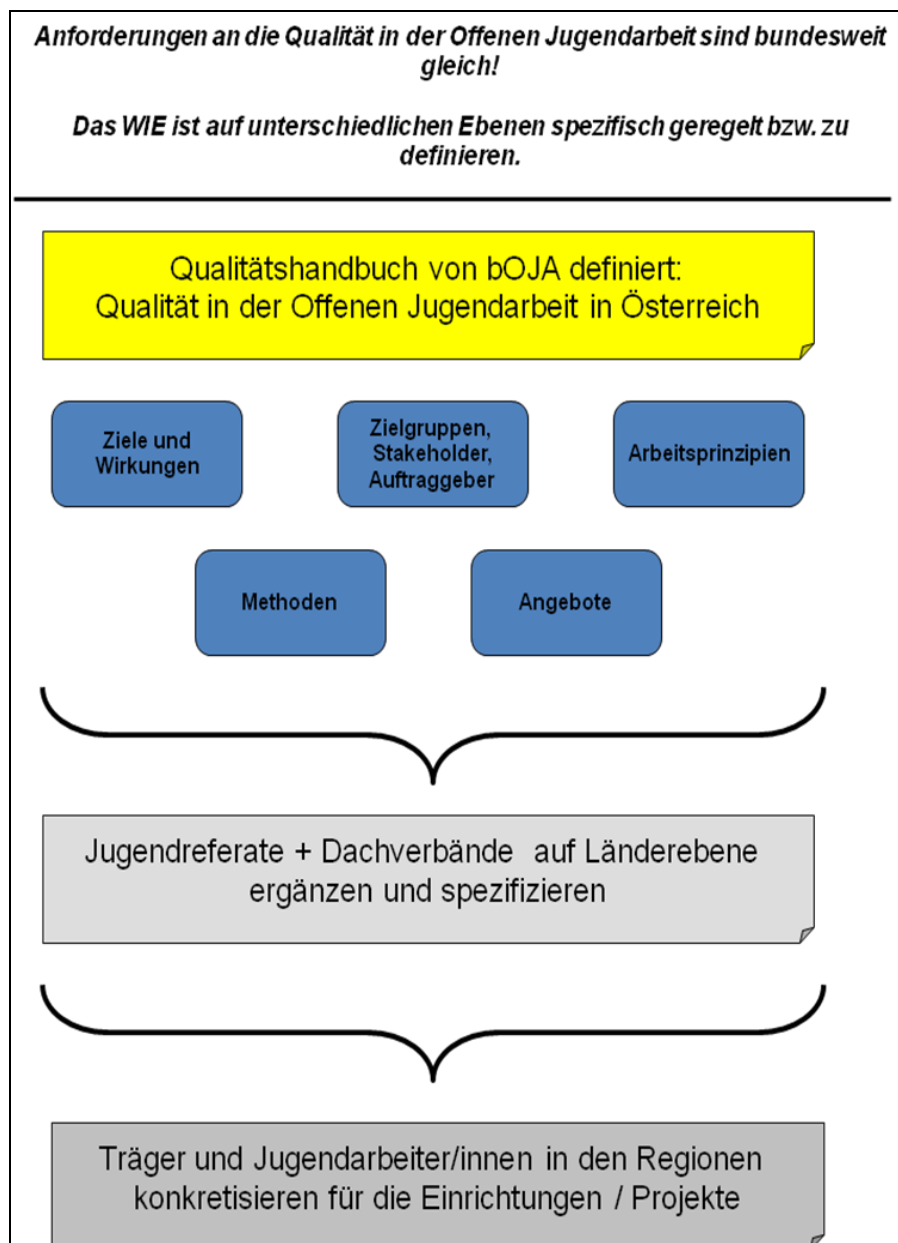 Anforderungen an die Qualität in der Offenen Jugendarbeit sind bundesweit
gleich!
Das WIE ist auf unterschiedlichen Ebenen spezifisch geregelt bzw. zu
definieren.
Qualitätshandbuch von bOJA definiert:
Qualität in der Offenen Jugendarbeit in Österreich
Ziele und
Wirkungen
Zielgruppen,
Stakeholder,
Auftraggeber
Arbeitsprinzipien
Methoden
Angebote
Jugendreferate + Dachverbände auf Länderebene
ergänzen und spezifizieren
Träger und Jugendarbeiter/innen in den Regionen
konkretisieren für die Einrichtungen / Projekte